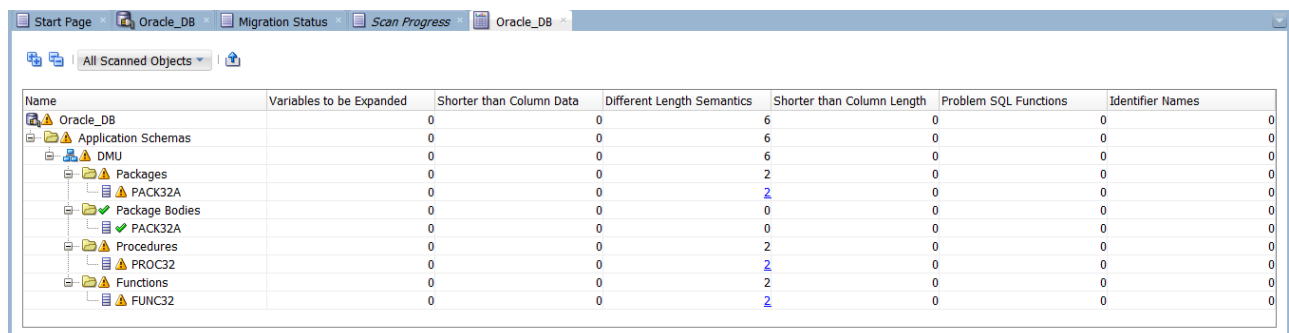 Start Page Oracle_DB Migration Status Scan Progress Oracle_DB
All Scanned Objects
Name Variables to be Expanded Shorter than Column Data Different Length Semantics Shorter than Column Length Problem SQL Functions Identifier Names
Oracle_DB 0 0 6 0 0 0
Application Schemas 0 0 6 0 0 0
DMU 0 0 6 0 0 0
Packages 0 0 2 0 0 0
PACK32A 0 0 2 0 0 0
Package Bodies 0 0 0 0 0 0
PACK32A 0 0 0 0 0 0
Procedures 0 0 2 0 0 0
PROC32 0 0 2 0 0 0
Functions 0 0 2 0 0 0
FUNC32 0 0 2 0 0 0